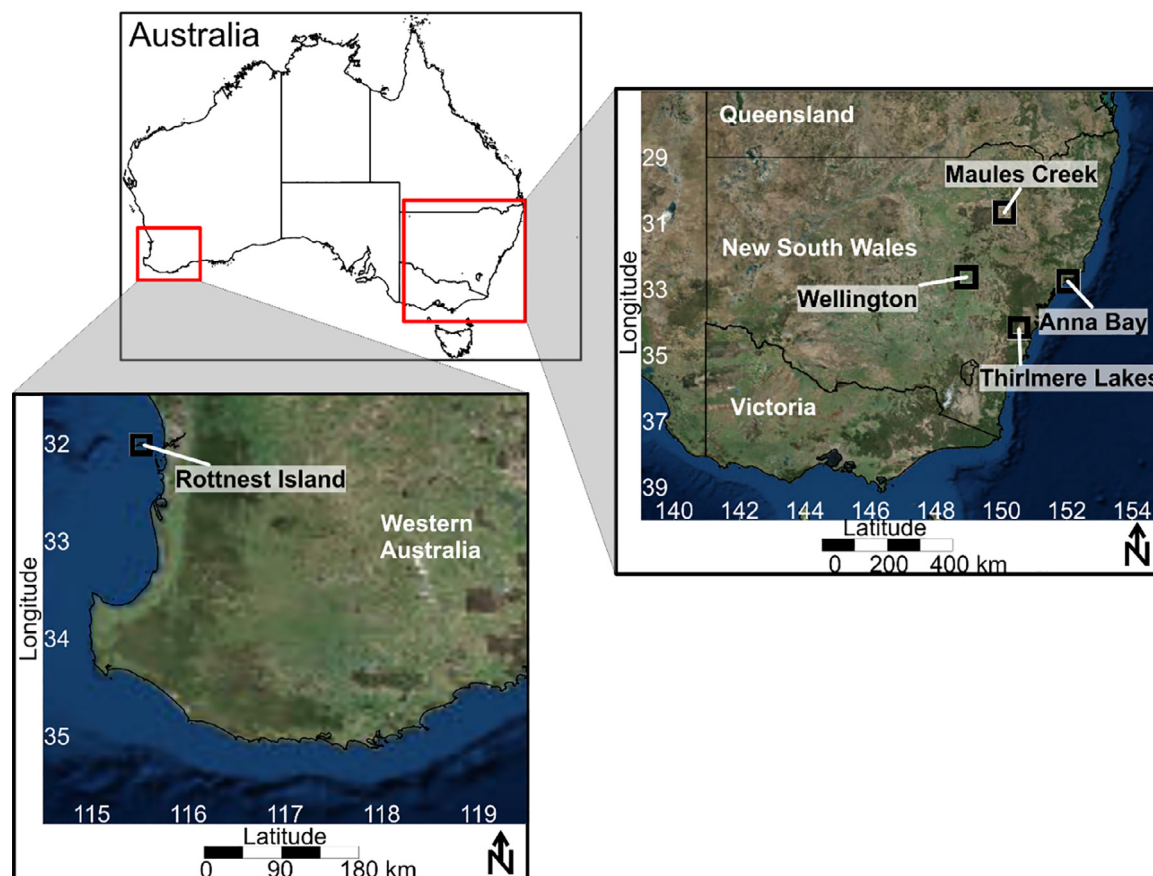 Australia
Queensland
29
Maules Creek
31
New South Wales
33
Wellington
Anna Bay
35
Thirlmere Lakes
Victoria
37
39
140 142 144 146 148 150 152 154
Longitude
Latitude
0 200 400 km
N
32
Rottnest Island
Western
Australia
33
34
35
115 116 117 118 119
Longitude
Latitude
0 90 180 km
N